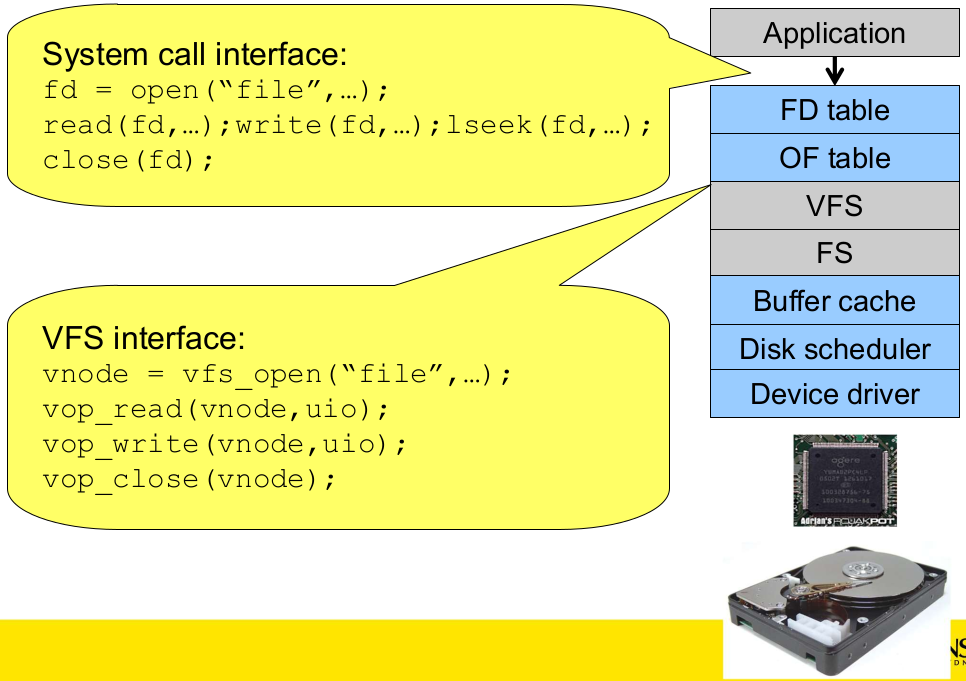 System call interface:
fd = open(“file”,…);
read(fd,…);write(fd,…);lseek(fd,…);
close(fd);
VFS interface:
vnode = vfs_open(“file”,…);
vop_read(vnode,uio);
vop_write(vnode,uio);
vop_close(vnode);
Application
FD table
OF table
VFS
FS
Buffer cache
Disk scheduler
Device driver
agere
Adrian's ROJAKPOT